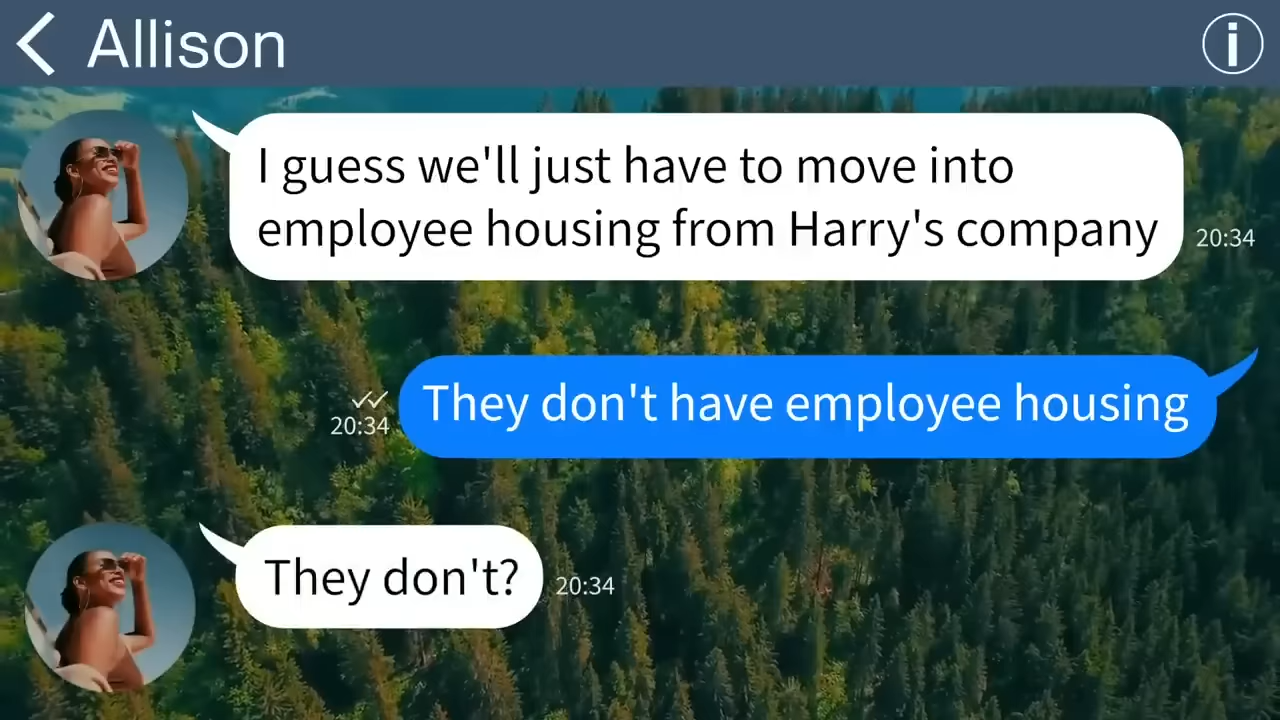 Allison
I guess we'll just have to move into
employee housing from Harry's company
20:34
They don't have employee housing
20:34
They don't?
20:34